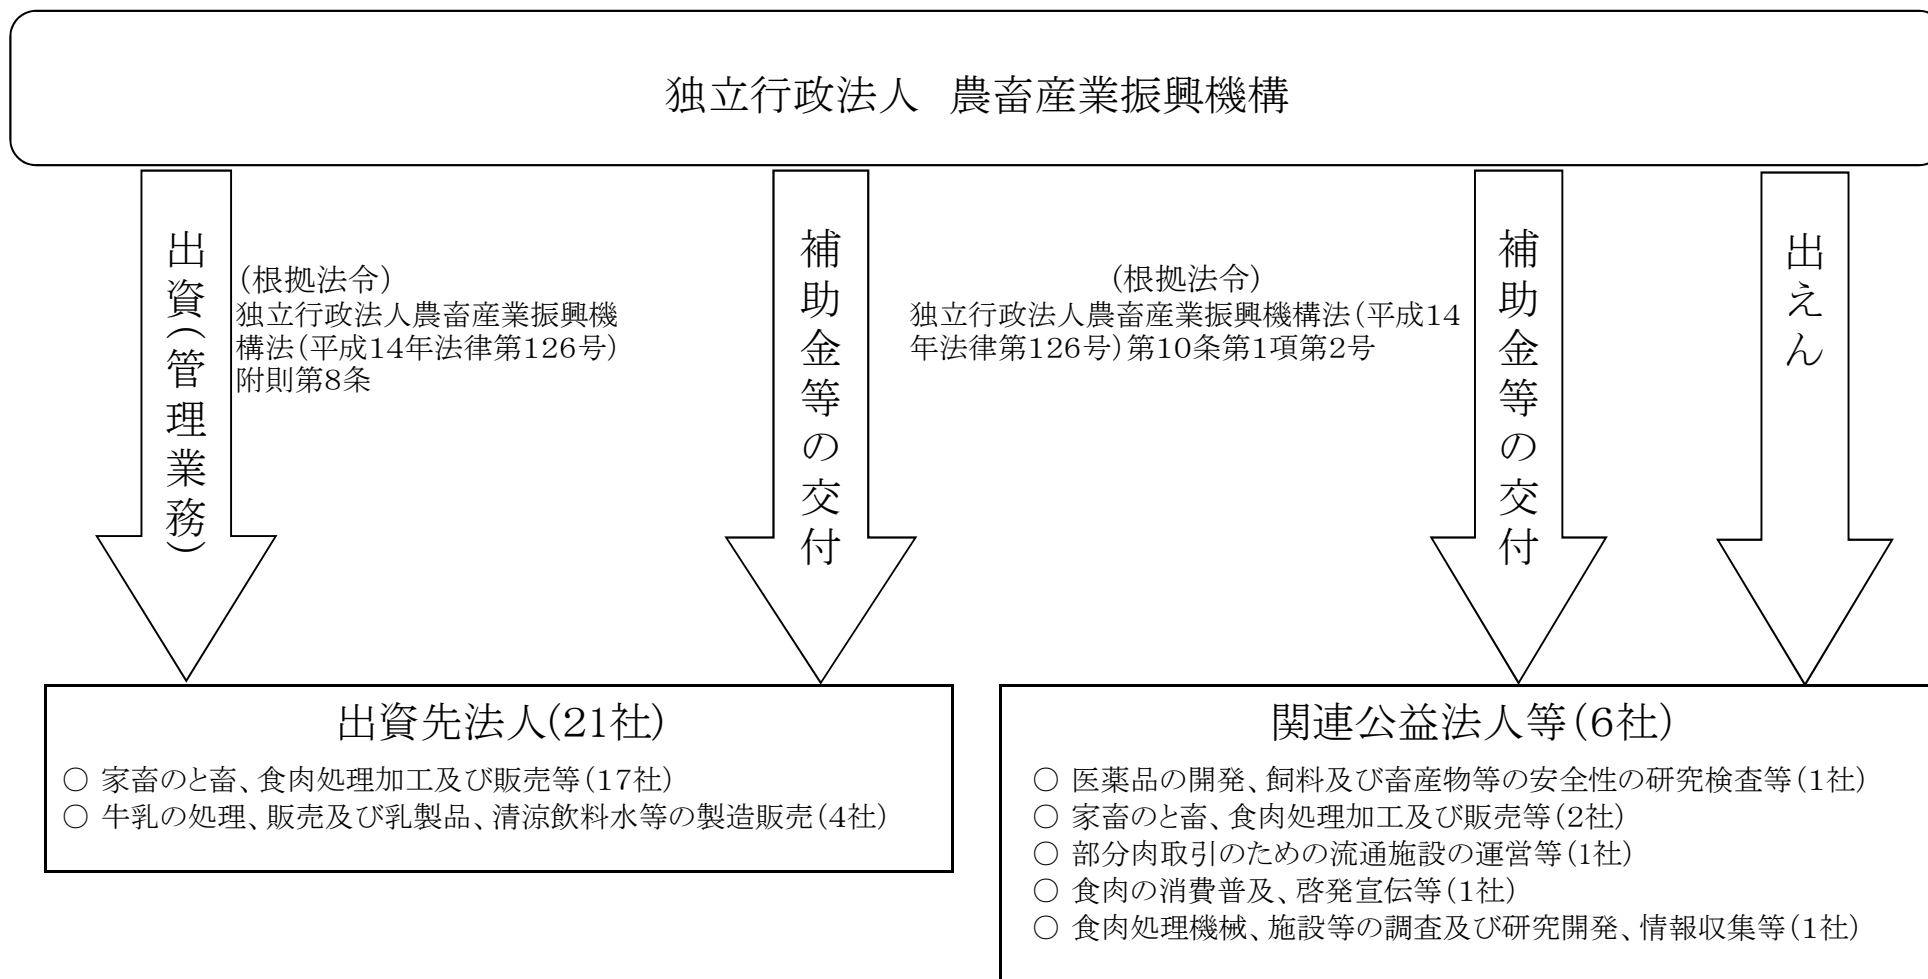 独立行政法人　農畜産業振興機構
出資（管理業務）
（根拠法令）
独立行政法人農畜産業振興機
構法（平成14年法律第126号）
附則第8条
補助金等の交付
（根拠法令）
独立行政法人農畜産業振興機構法（平成14
年法律第126号）第10条第1項第2号
補助金等の交付
出えん
出資先法人(21社)
○ 家畜のと畜、食肉処理加工及び販売等（17社）
○ 牛乳の処理、販売及び乳製品、清涼飲料水等の製造販売（4社）
関連公益法人等（6社）
○ 医薬品の開発、飼料及び畜産物等の安全性の研究検査等（1社）
○ 家畜のと畜、食肉処理加工及び販売等（2社）
○ 部分肉取引のための流通施設の運営等（1社）
○ 食肉の消費普及、啓発宣伝等（1社）
○ 食肉処理機械、施設等の調査及び研究開発、情報収集等（1社）